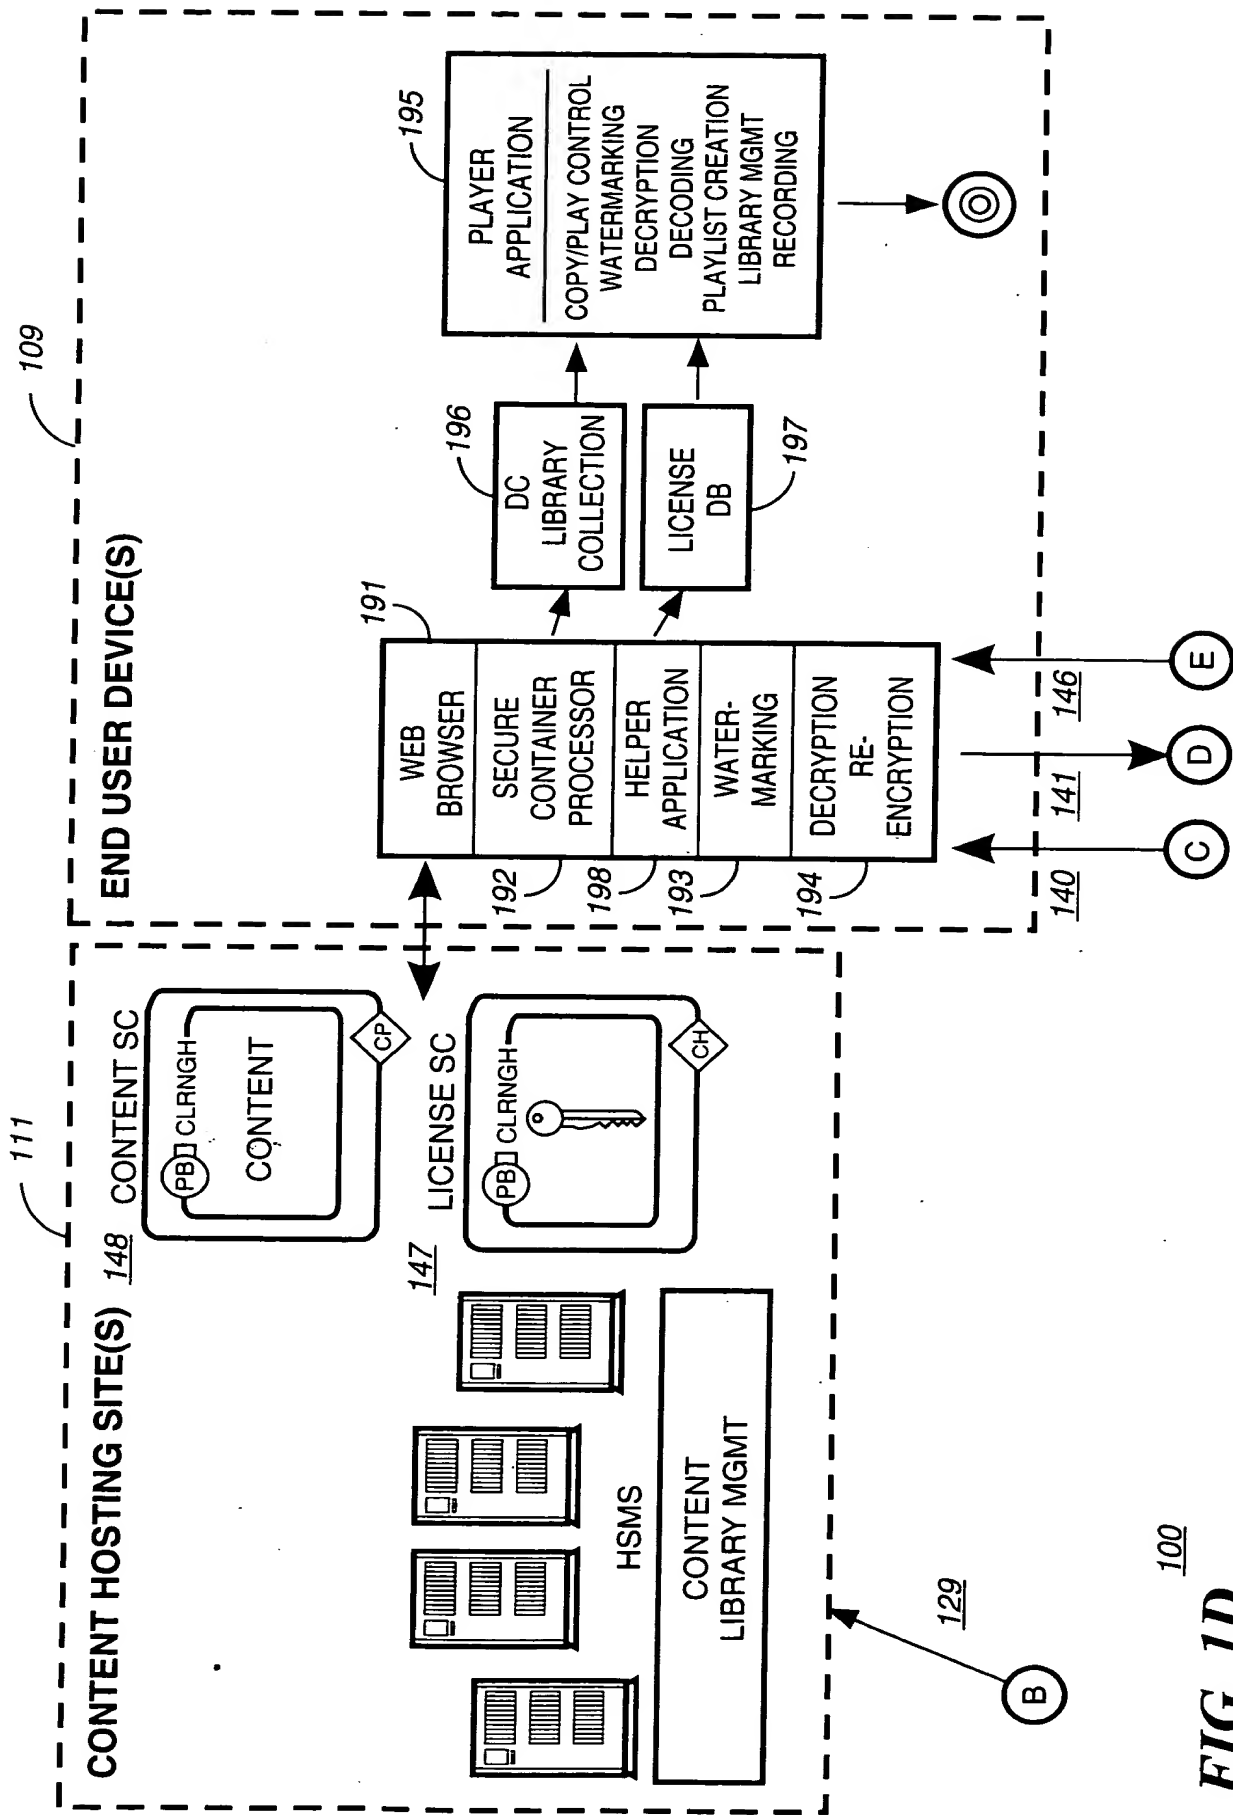 111
CONTENT HOSTING SITE(S)
148
CONTENT SC
PB
CLRNGH
CONTENT
CP
147
LICENSE SC
PB
CLRNGH
CH
HSMS
CONTENT
LIBRARY MGMT
B
129
109
END USER DEVICE(S)
191
WEB
BROWSER
SECURE
CONTAINER
PROCESSOR
HELPER
APPLICATION
WATER-
MARKING
DECRYPTION
RE-
ENCRYPTION
192
198
193
194
196
DC
LIBRARY
COLLECTION
LICENSE
DB
197
195
PLAYER
APPLICATION
COPY/PLAY CONTROL
WATERMARKING
DECRYPTION
DECODING
PLAYLIST CREATION
LIBRARY MGMT
RECORDING
140
141
146
C
D
E
100
FIG. 1D